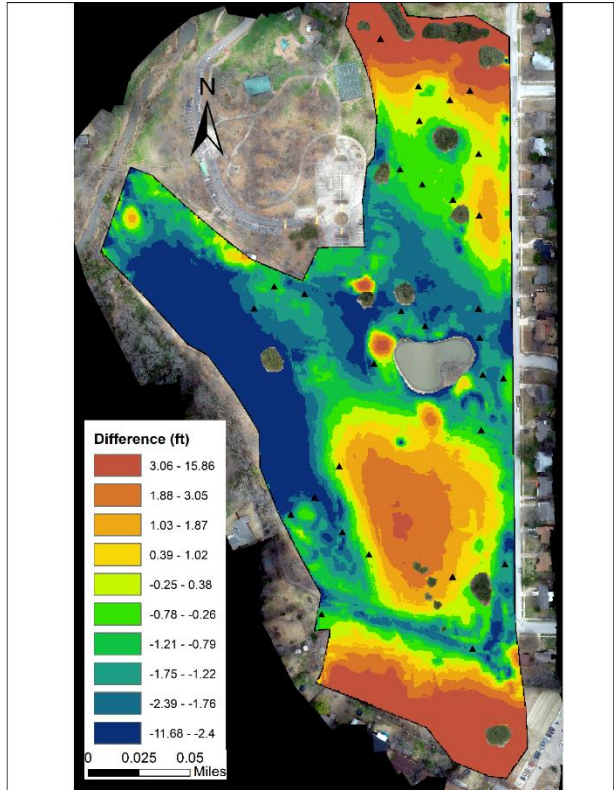 N
Difference (ft)
3.06 - 15.86
1.88 - 3.05
1.03 - 1.87
0.39 - 1.02
-0.25 - 0.38
-0.78 - -0.26
-1.21 - -0.79
-1.75 - -1.22
-2.39 - -1.76
-11.68 - -2.4
0 0.025 0.05
Miles